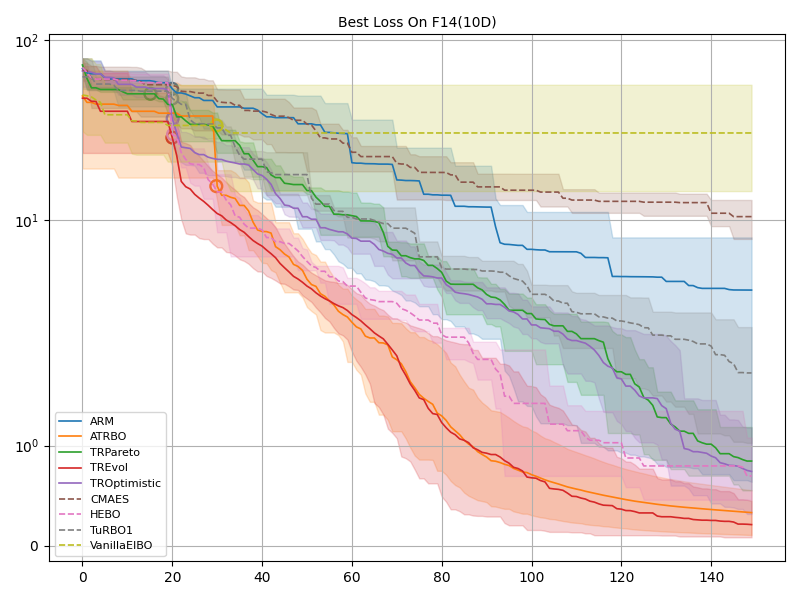 Best Loss On F14(10D)
10²
10¹
10⁰
0
ARM
ATRBO
TRPareto
TREvol
TROptimistic
CMAES
HEBO
TuRBO1
VanillaEIBO
0 20 40 60 80 100 120 140